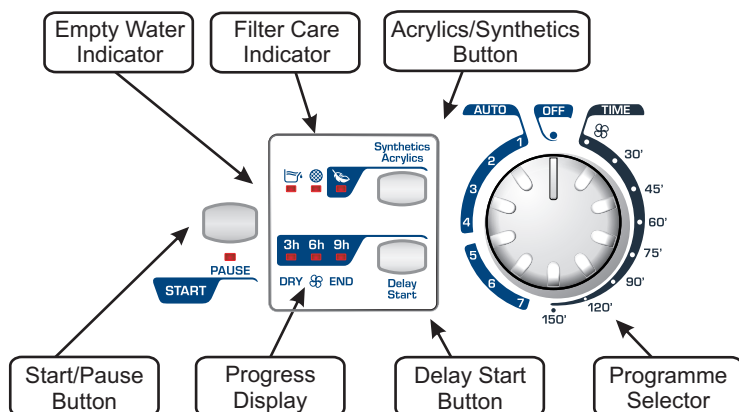 Empty Water
Indicator
Filter Care
Indicator
Acrylics/Synthetics
Button
AUTO
OFF
TIME
1
2
3
4
5
6
7
30'
45'
60'
75'
90'
120'
150'
Synthetics
Acrylics
3h 6h 9h
DRY END
Delay
Start
PAUSE
START
Start/Pause
Button
Progress
Display
Delay Start
Button
Programme
Selector